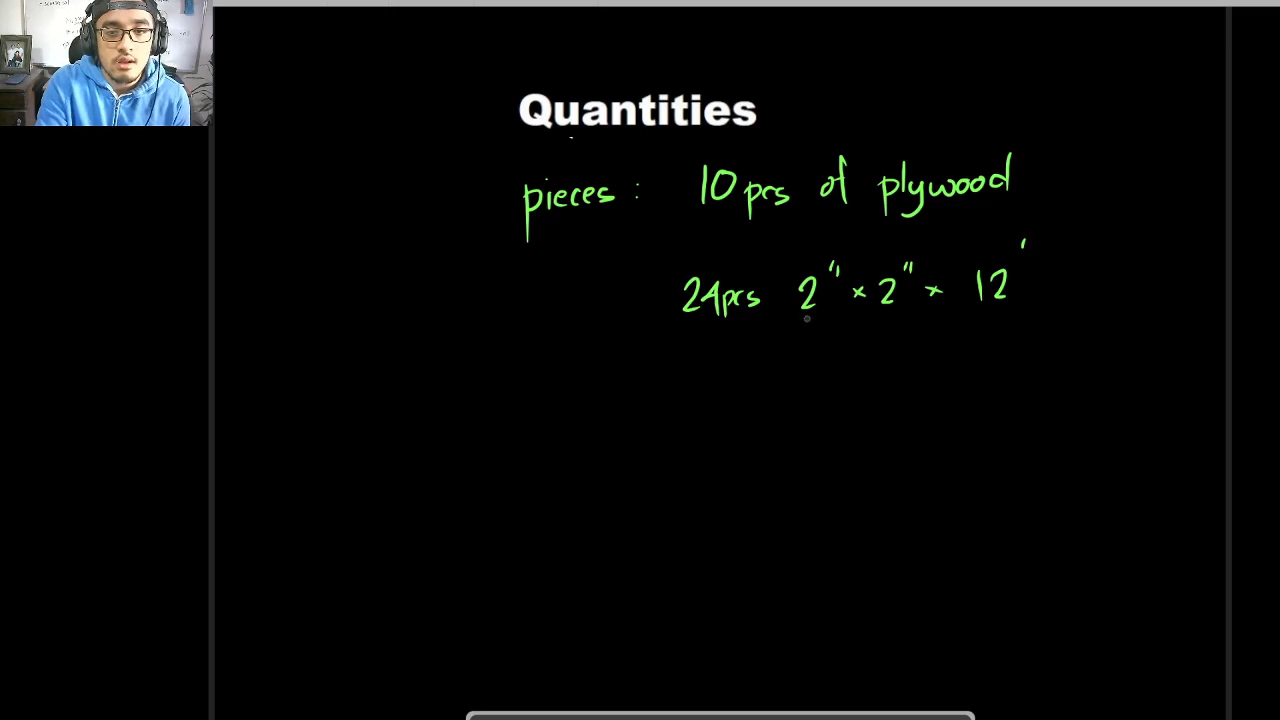 Quantities
pieces : 10 pcs of plywood
24pcs 2" × 2" × 12'